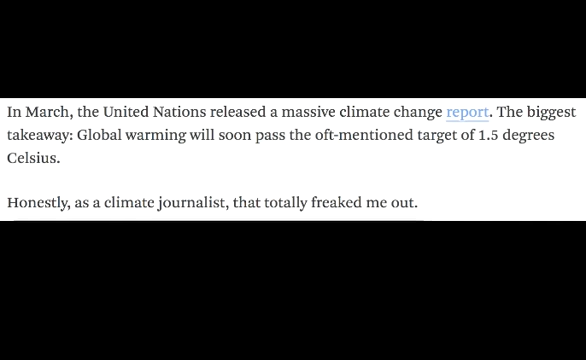 In March, the United Nations released a massive climate change report. The biggest
takeaway: Global warming will soon pass the oft-mentioned target of 1.5 degrees
Celsius.
Honestly, as a climate journalist, that totally freaked me out.